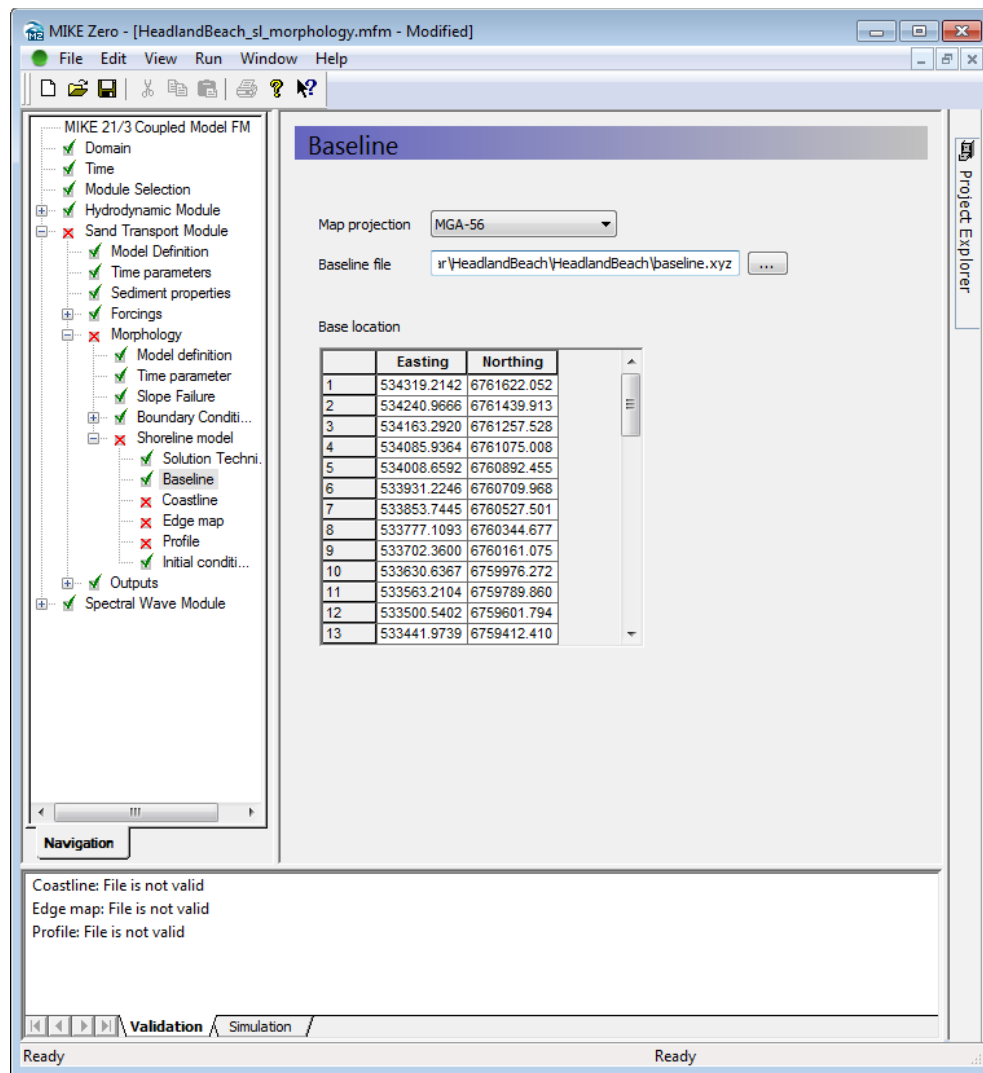 MIKE Zero - [HeadlandBeach_sl_morphology.mfm - Modified]
File Edit View Run Window Help
MIKE 21/3 Coupled Model FM
Domain
Time
Module Selection
Hydrodynamic Module
Sand Transport Module
Model Definition
Time parameters
Sediment properties
Forcings
Morphology
Model definition
Time parameter
Slope Failure
Boundary Conditi...
Shoreline model
Solution Techni.
Baseline
Coastline
Edge map
Profile
Initial conditi...
Outputs
Spectral Wave Module
Navigation
Baseline
Map projection MGA-56
Baseline file ar\HeadlandBeach\HeadlandBeach\baseline.xyz ...
Base location
Easting Northing
1 534319.2142 6761622.052
2 534240.9666 6761439.913
3 534163.2920 6761257.528
4 534085.9364 6761075.008
5 534008.6592 6760892.455
6 533931.2246 6760709.968
7 533853.7445 6760527.501
8 533777.1093 6760344.677
9 533702.3600 6760161.075
10 533630.6367 6759976.272
11 533563.2104 6759789.860
12 533500.5402 6759601.794
13 533441.9739 6759412.410
Project Explorer
Coastline: File is not valid
Edge map: File is not valid
Profile: File is not valid
Validation Simulation
Ready Ready